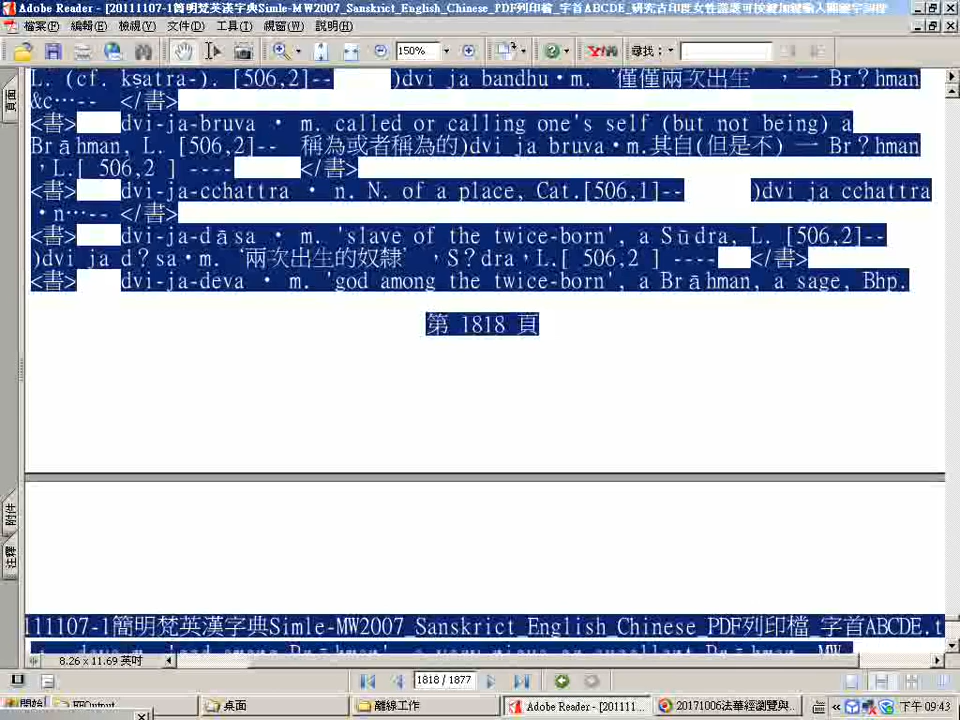 Adobe Reader - [20111107-1簡明梵英漢字典Simle-MW2007_Sanskrict_English_Chinese_PDF列印檔_字首ABCDE_研究古印度女性議
檔案(F) 編輯(E) 檢視(V) 文件(D) 工具(T) 視窗(W) 說明(H)
150% 尋找：
L. (cf. kṣatra-). [506,2]-- )dvi ja bandhu‧m. ‘僅僅兩次出生’，一 Br?hman
&c…-- </書>
<書> dvi-ja-bruva ‧ m. called or calling one's self (but not being) a
Brāhman, L. [506,2]-- 稱為或者稱為的)dvi ja bruva‧m.其自(但是不) 一 Br?hman
，L.[ 506,2 ] ---- </書>
<書> dvi-ja-cchattra ‧ n. N. of a place, Cat.[506,1]-- )dvi ja cchattra
‧n…-- </書>
<書> dvi-ja-dāsa ‧ m. 'slave of the twice-born', a Sūdra, L. [506,2]--
)dvi ja d?sa‧m. ‘兩次出生的奴隸’，S?dra，L.[ 506,2 ] ---- </書>
<書> dvi-ja-deva ‧ m. 'god among the twice-born', a Brāhman, a sage, Bhp.
第 1818 頁
111107-1簡明梵英漢字典Simle-MW2007_Sanskrict_English_Chinese_PDF列印檔_字首ABCDE.t
頁面
附件
注釋
8.26 x 11.69 英吋
1818 / 1877
開始 桌面 離線工作 Adobe Reader - [201111... 20171006法華經瀏覽與... 下午 09:43